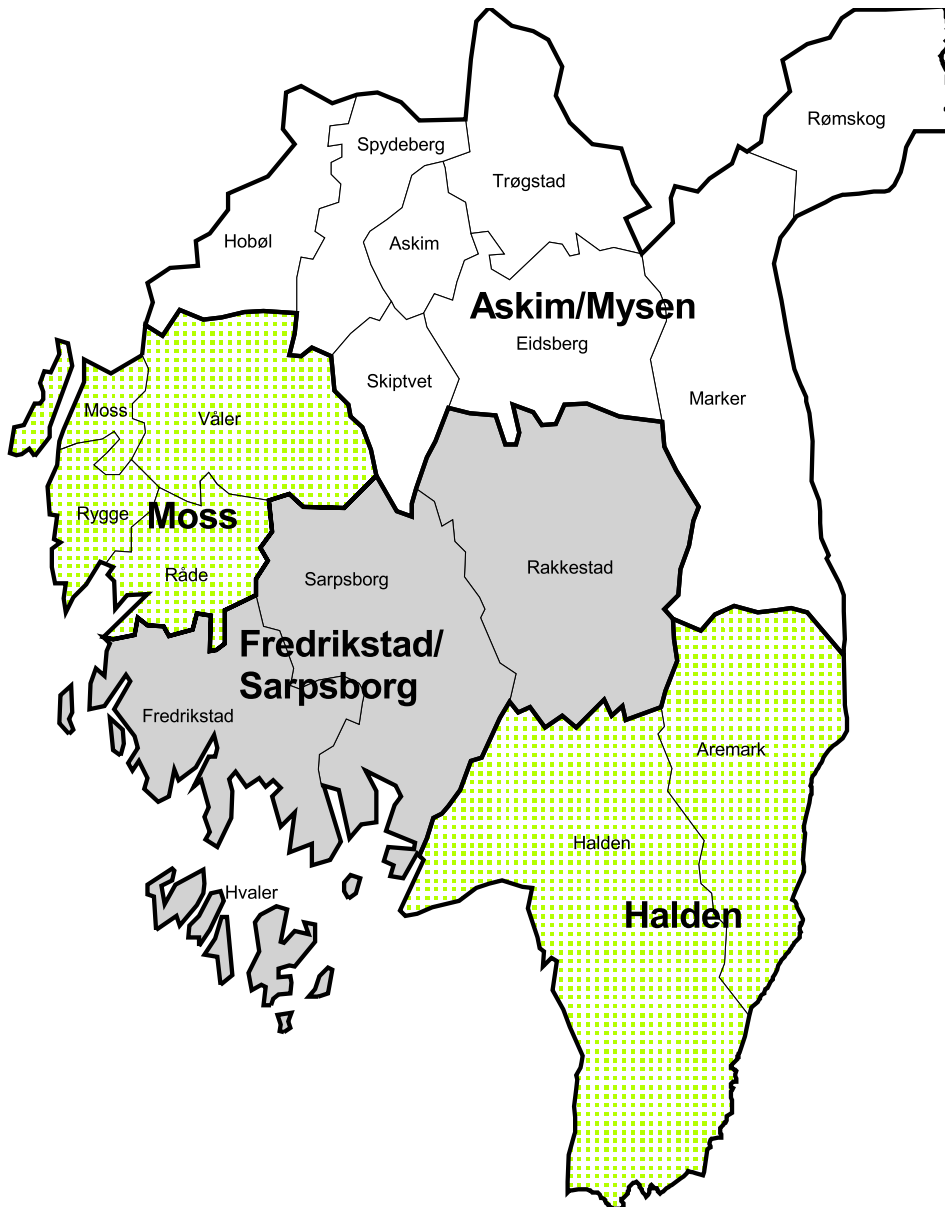 Rømskog
Spydeberg
Trøgstad
Hobøl
Askim
Askim/Mysen
Eidsberg
Skiptvet
Marker
Moss
Våler
Rygge
Moss
Råde
Sarpsborg
Rakkestad
Fredrikstad/
Sarpsborg
Fredrikstad
Aremark
Halden
Hvaler
Halden